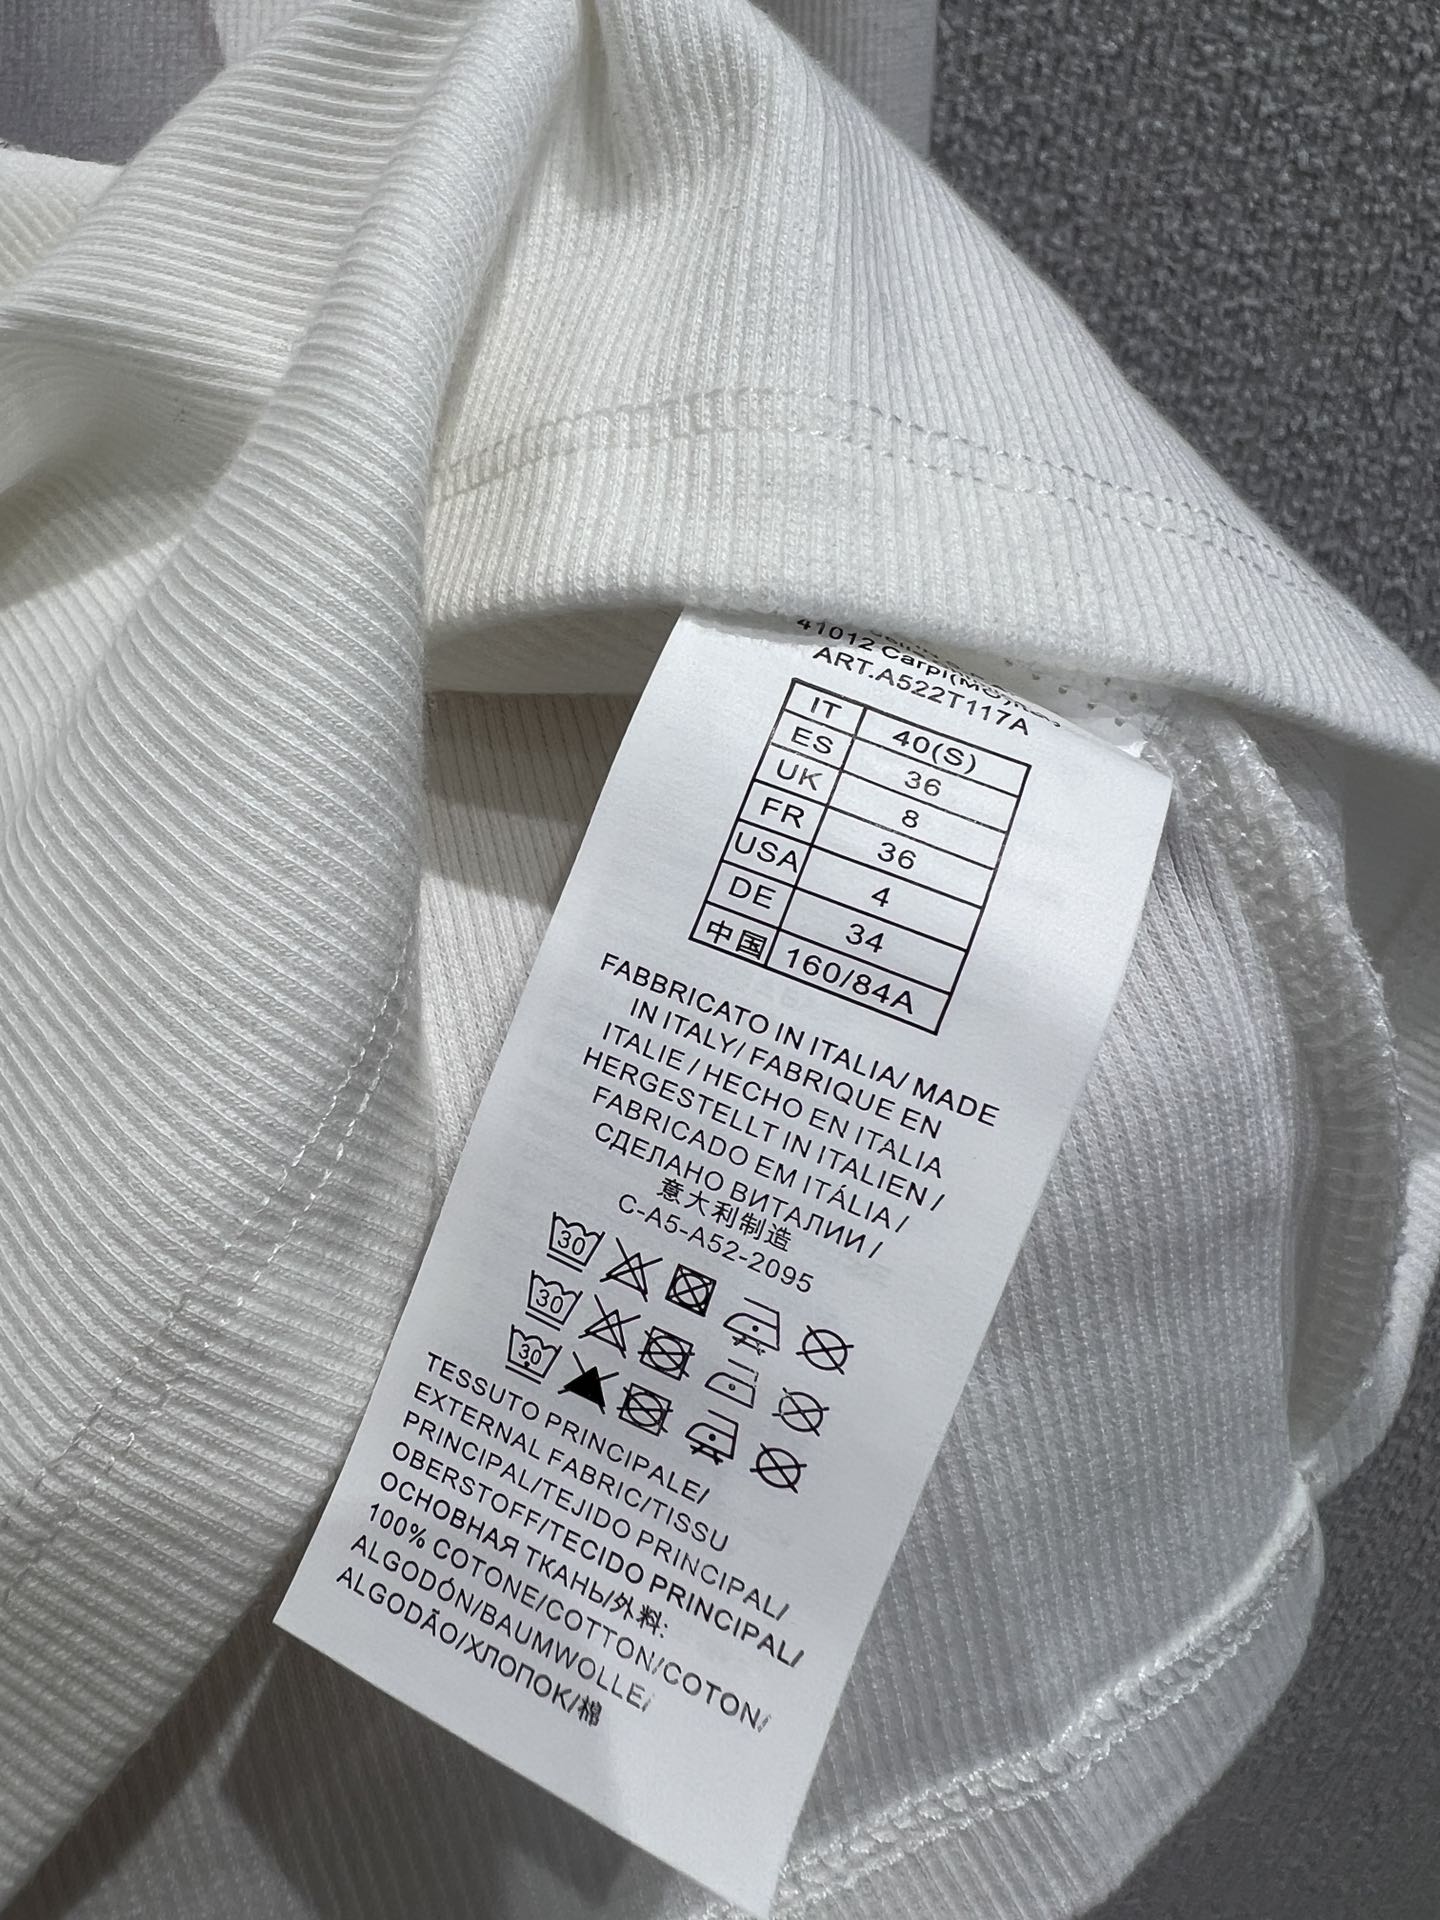 41012 Carpi(MO)
ART.A522T117A
IT 40(S)
ES 36
UK 8
FR 36
USA 4
DE 34
中国 160/84A
FABBRICATO IN ITALIA/ MADE
IN ITALY/ FABRIQUE EN
ITALIE / HECHO EN ITALIA
HERGESTELLT IN ITALIEN /
FABRICADO EM ITÁLIA /
СДЕЛАНО ВИТАЛИИ /
意大利制造
C-A5-A52-2095
30
30
30
TESSUTO PRINCIPALE/
EXTERNAL FABRIC/TISSU
PRINCIPAL/TEJIDO PRINCIPAL/
OBERSTOFF/TECIDO PRINCIPAL/
ОСНОВНАЯ ТКАНЬ/外料:
100% COTONE/COTTON/COTON/
ALGODÓN/BAUMWOLLE/
ALGODÃO/ХЛОПОК/棉